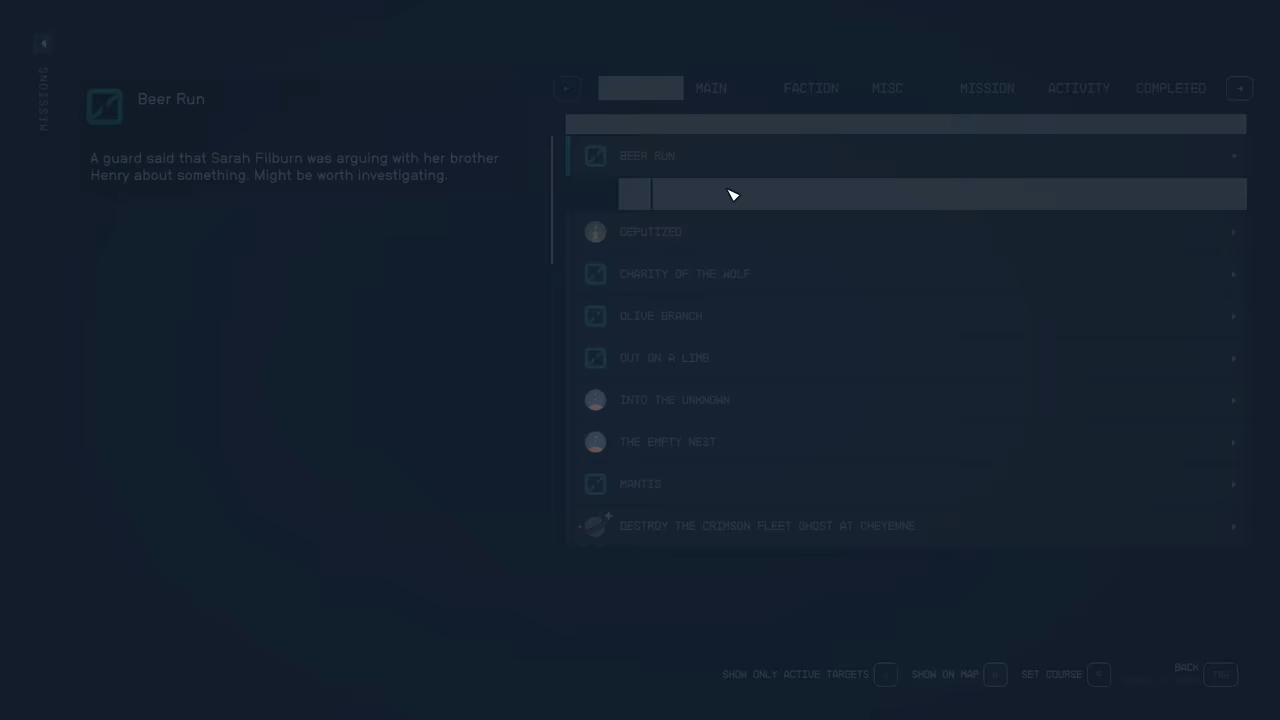 MISSIONS
Beer Run
A guard said that Sarah Filburn was arguing with her brother
Henry about something. Might be worth investigating.
MAIN FACTION MISC MISSION ACTIVITY COMPLETED
BEER RUN
DEPUTIZED
CHARITY OF THE WOLF
OLIVE BRANCH
OUT ON A LIMB
INTO THE UNKNOWN
THE EMPTY NEST
MANTIS
DESTROY THE CRIMSON FLEET GHOST AT CHEYENNE
SHOW ONLY ACTIVE TARGETS SHOW ON MAP SET COURSE BACK TAB